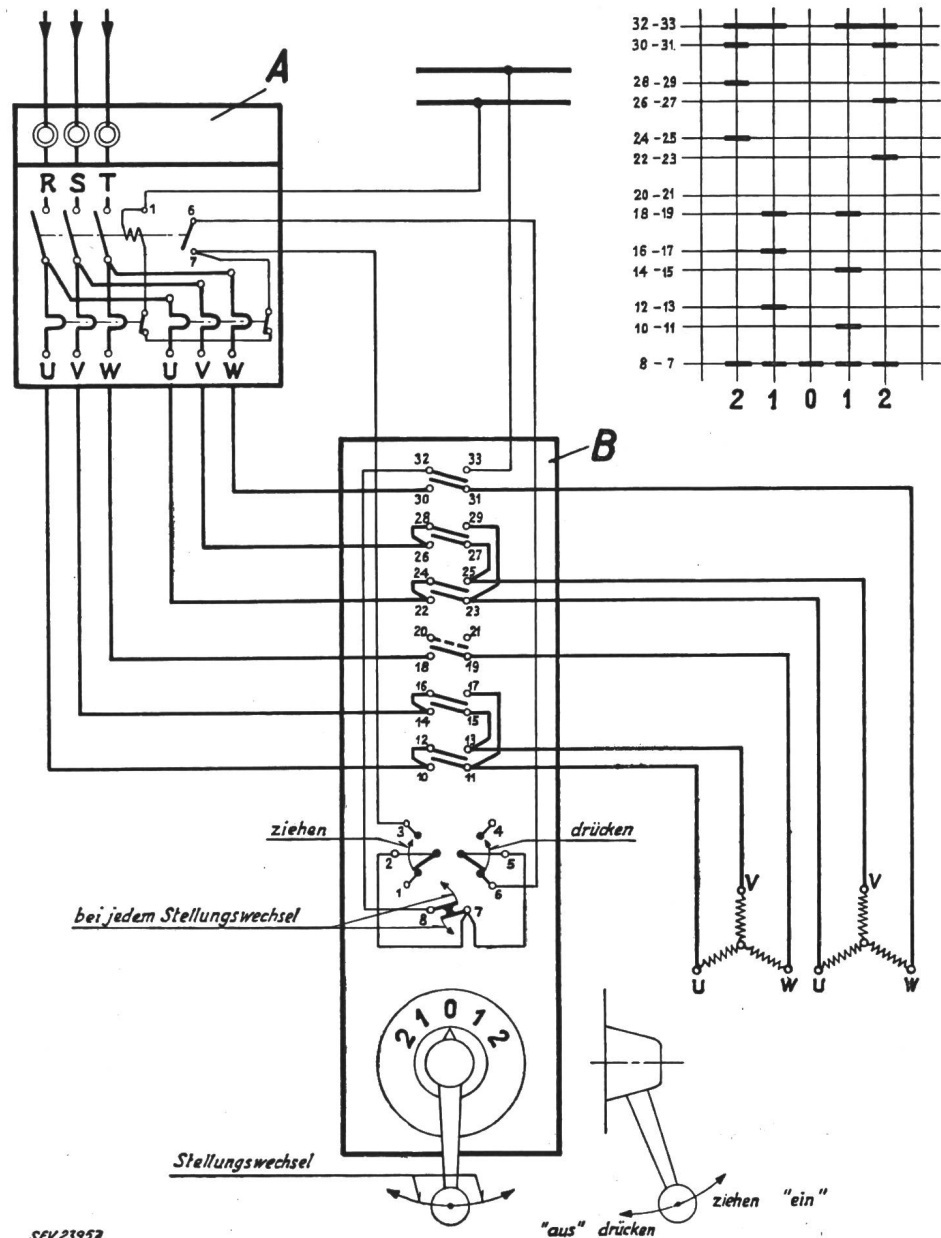 A
R S T
1
6
7
U V W U V W
32 - 33
30 - 31
28 - 29
26 - 27
24 - 25
22 - 23
20 - 21
18 - 19
16 - 17
14 - 15
12 - 13
10 - 11
8 - 7
2 1 0 1 2
B
32 33
30 31
28 29
26 27
24 25
22 23
20 21
18 19
16 17
14 15
12 13
10 11
ziehen
drücken
3 4
2 5
1 6
8 7
bei jedem Stellungswechsel
V V
U W U W
2 1 0 1 2
Stellungswechsel
ziehen "ein"
"aus" drücken
SEV 23953